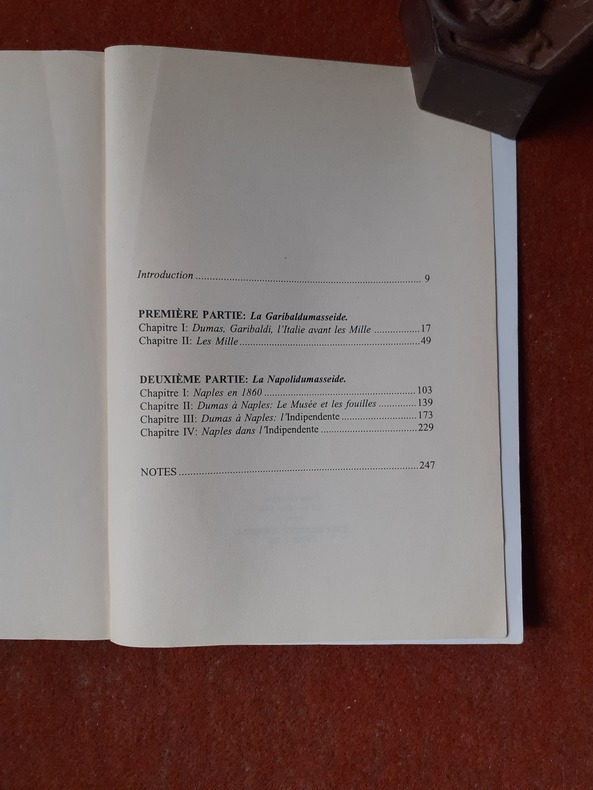 Introduction ........................................................................... 9
PREMIÈRE PARTIE: La Garibaldumasseide.
Chapitre I: Dumas, Garibaldi, l'Italie avant les Mille ................17
Chapitre II: Les Mille...............................................................49
DEUXIÈME PARTIE: La Napolidumasseide.
Chapitre I: Naples en 1860 .....................................................103
Chapitre II: Dumas à Naples: Le Musée et les fouilles .............139
Chapitre III: Dumas à Naples: l'Indipendente ..........................173
Chapitre IV: Naples dans l'Indipendente ..................................229
NOTES ...................................................................................247